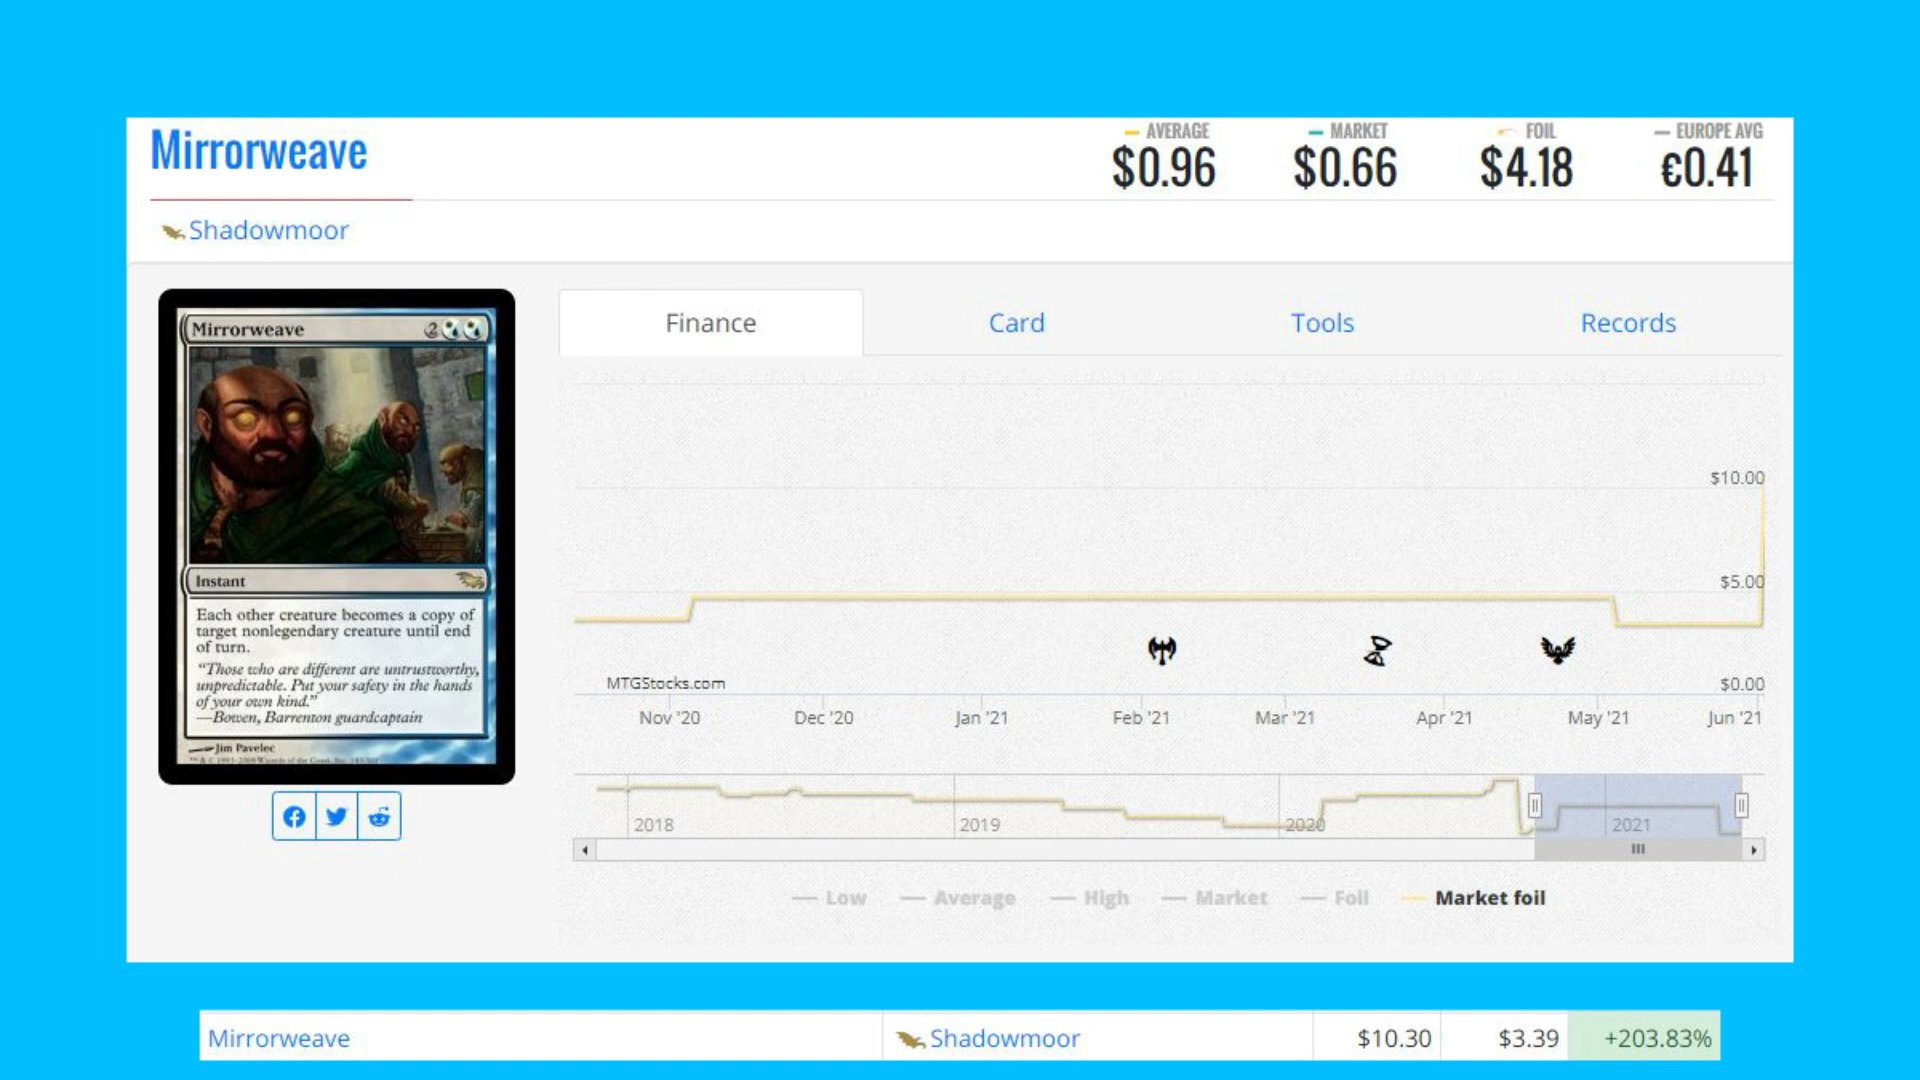 Mirrorweave
AVERAGE
$0.96
MARKET
$0.66
FOIL
$4.18
EUROPE AVG
€0.41
Shadowmoor
Mirrorweave 2
Instant
Each other creature becomes a copy of
target nonlegendary creature until end
of turn.
“Those who are different are untrustworthy,
unpredictable. Put your safety in the hands
of your own kind.”
—Bowen, Barrenton guardcaptain
Jim Pavelec
Finance Card Tools Records
$10.00
$5.00
$0.00
MTGStocks.com
Nov '20 Dec '20 Jan '21 Feb '21 Mar '21 Apr '21 May '21 Jun '21
2018 2019 2020 2021
Low Average High Market Foil Market foil
Mirrorweave Shadowmoor $10.30 $3.39 +203.83%